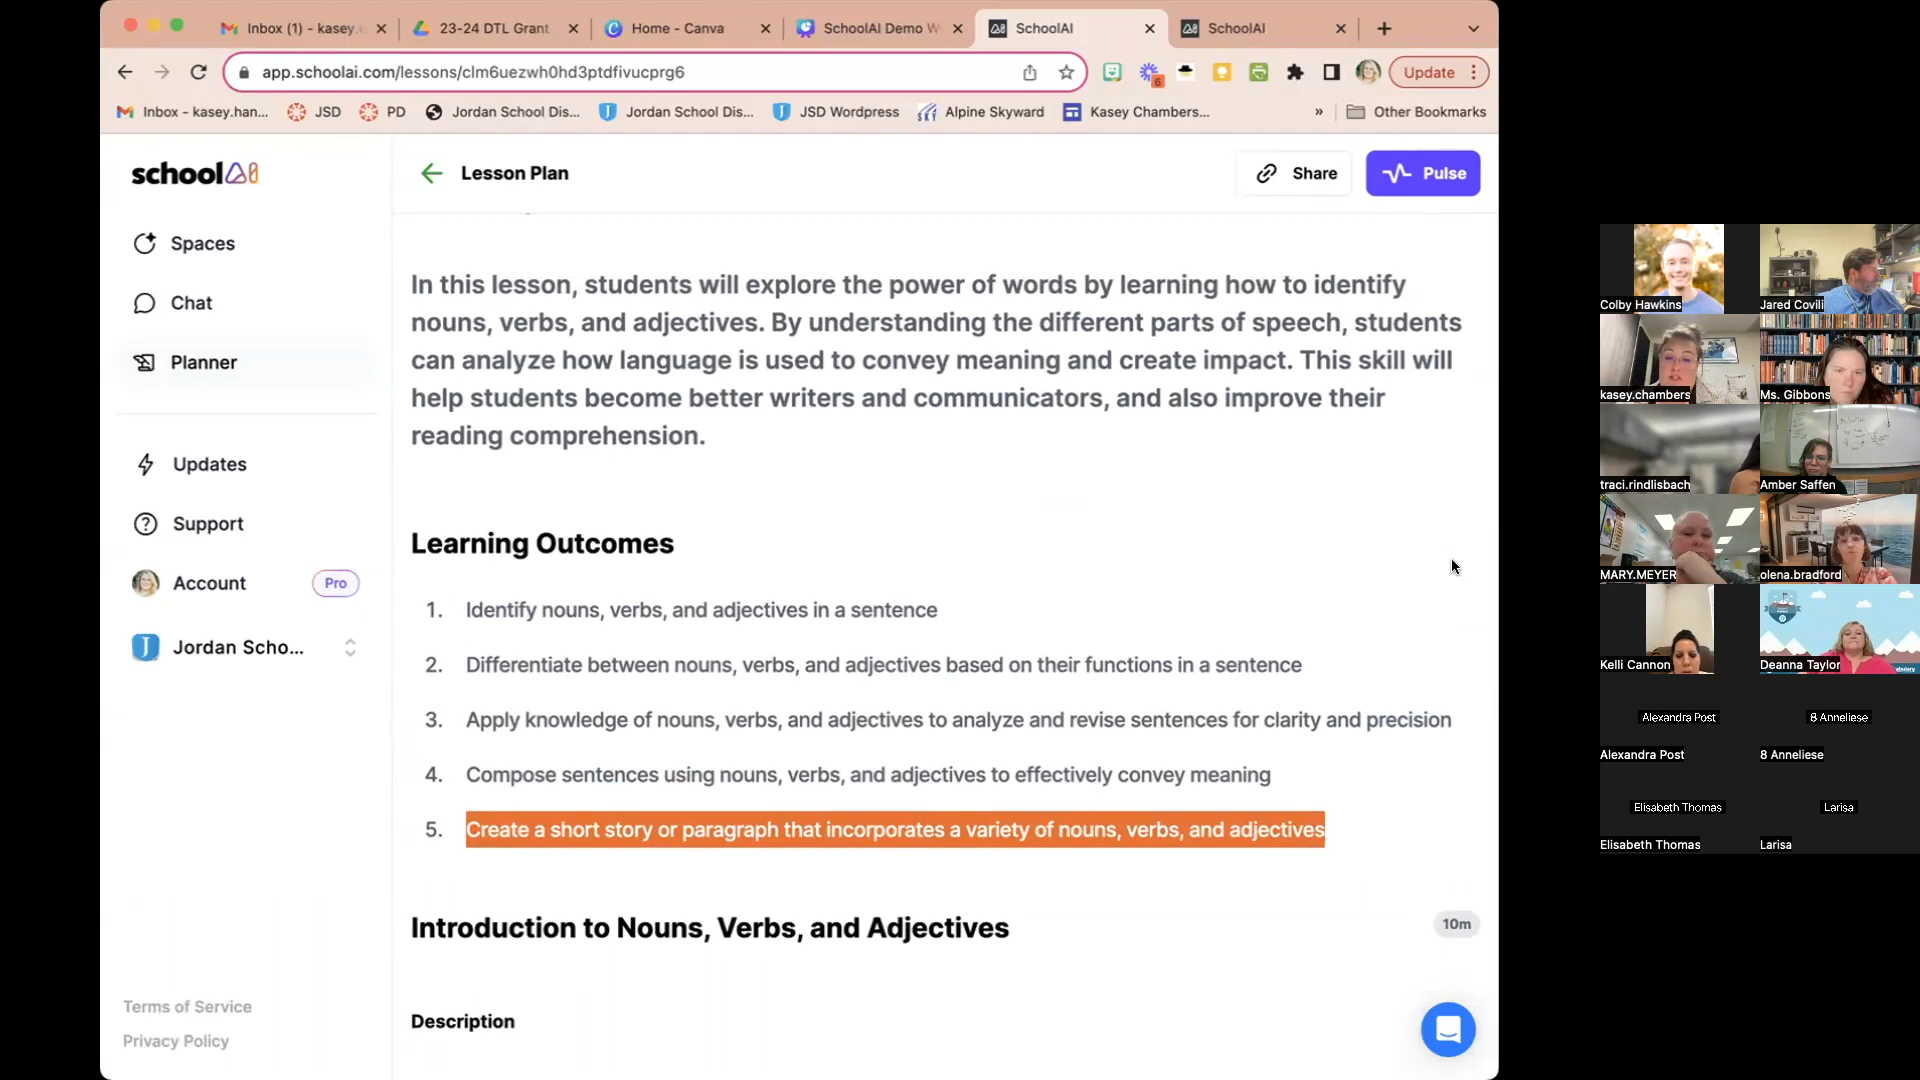 Inbox (1) - kasey.
23-24 DTL Grant
Home - Canva
SchoolAI Demo W
SchoolAI
SchoolAI
app.schoolai.com/lessons/clm6uezwh0hd3ptdfivucprg6
6
Update
Inbox - kasey.han...
JSD
PD
Jordan School Dis...
Jordan School Dis...
JSD Wordpress
Alpine Skyward
Kasey Chambers...
»
Other Bookmarks
schoolAI
Spaces
Chat
Planner
Updates
Support
Account
Pro
J
Jordan Scho...
Terms of Service
Privacy Policy
Lesson Plan
Share
Pulse
In this lesson, students will explore the power of words by learning how to identify
nouns, verbs, and adjectives. By understanding the different parts of speech, students
can analyze how language is used to convey meaning and create impact. This skill will
help students become better writers and communicators, and also improve their
reading comprehension.
Learning Outcomes
1. Identify nouns, verbs, and adjectives in a sentence
2. Differentiate between nouns, verbs, and adjectives based on their functions in a sentence
3. Apply knowledge of nouns, verbs, and adjectives to analyze and revise sentences for clarity and precision
4. Compose sentences using nouns, verbs, and adjectives to effectively convey meaning
5. Create a short story or paragraph that incorporates a variety of nouns, verbs, and adjectives
Introduction to Nouns, Verbs, and Adjectives
10m
Description
Colby Hawkins
Jared Covili
kasey.chambers
Ms. Gibbons
traci.rindlisbach
Amber Saffen
MARY.MEYER
olena.bradford
Kelli Cannon
Deanna Taylor
Alexandra Post
8 Anneliese
Alexandra Post
8 Anneliese
Elisabeth Thomas
Larisa
Elisabeth Thomas
Larisa